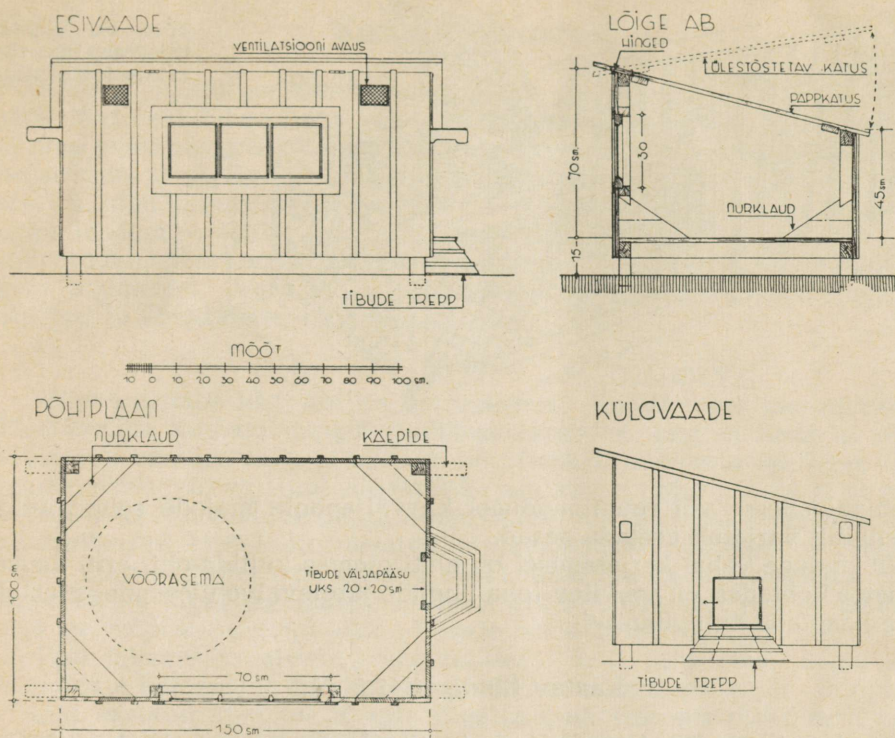 ESIVAADE
VENTILATSIOONI AVAUS
TIBUDE TREPP
LÕIGE AB
HINGED
ÜLESTÕSTETAV KATUS
PAPPKATUS
70 sm
30
NURKLAUD
45 sm
15
MÕÕT
10 0 10 20 30 40 50 60 70 80 90 100 sm.
PÕHIPLAAN
NURKLAUD
KÄEPIDE
100 sm
VÕÕRASEMA
TIBUDE VÄLJAPÄÄSU
UKS 20 × 20 sm
70 sm
150 sm
KÜLGVAADE
TIBUDE TREPP